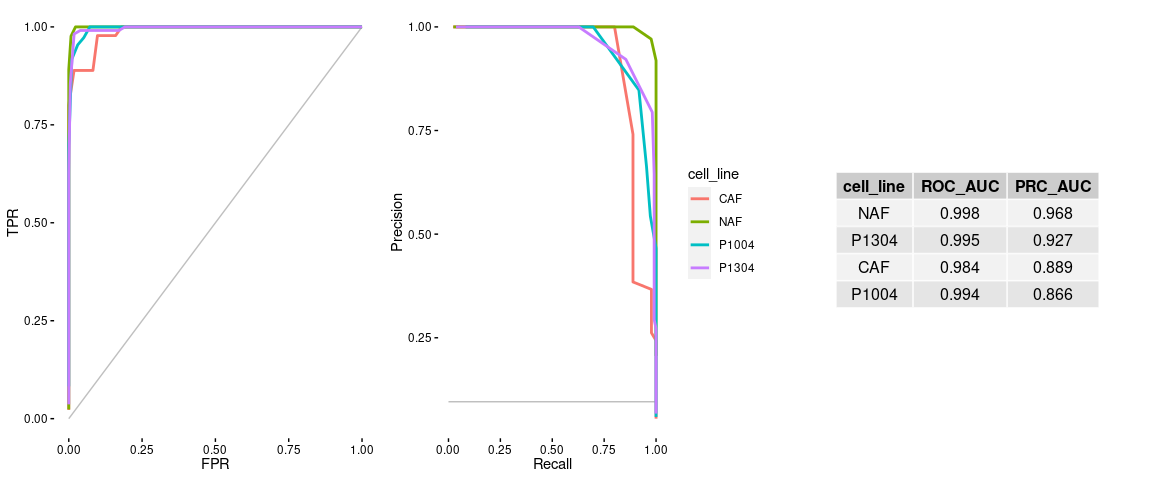 1.00
0.75
0.50
0.25
0.00
TPR
0.00 0.25 0.50 0.75 1.00
FPR
1.00
0.75
0.50
0.25
Precision
0.00 0.25 0.50 0.75 1.00
Recall
cell_line
CAF
NAF
P1004
P1304
cell_line ROC_AUC PRC_AUC
NAF 0.998 0.968
P1304 0.995 0.927
CAF 0.984 0.889
P1004 0.994 0.866